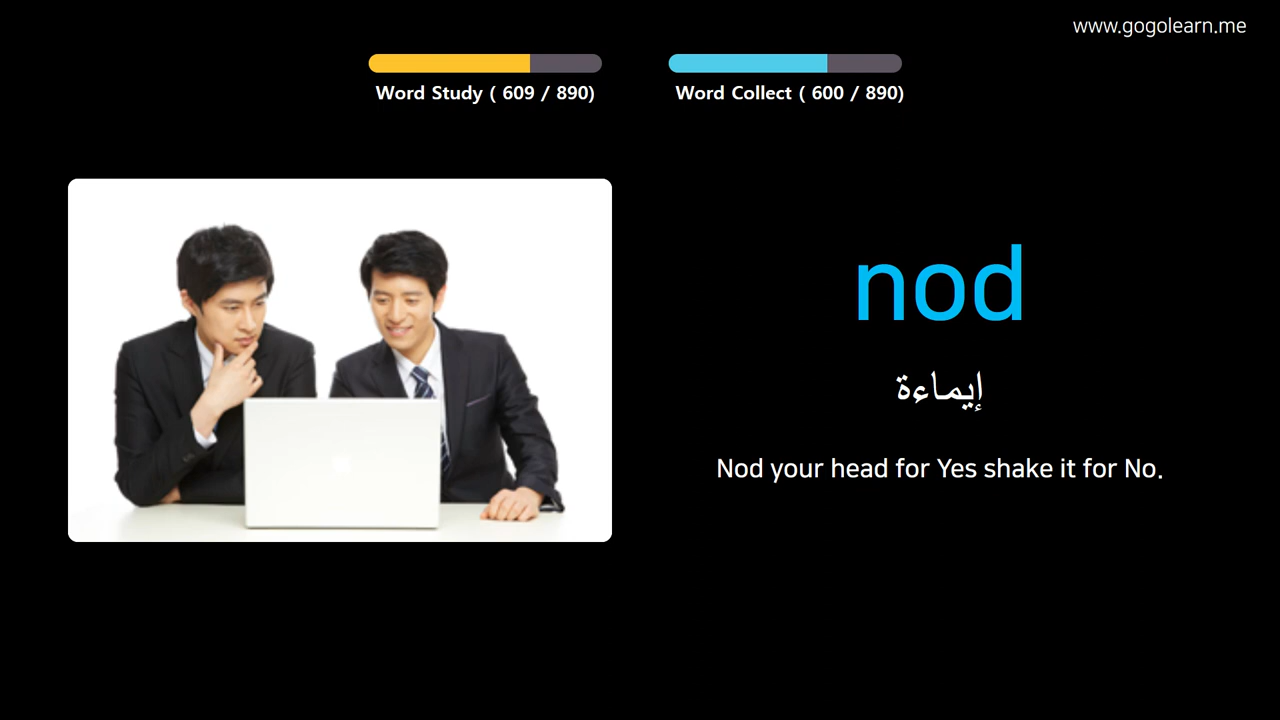 www.gogolearn.me
Word Study ( 609 / 890)
Word Collect ( 600 / 890)
nod
إيماءة
Nod your head for Yes shake it for No.